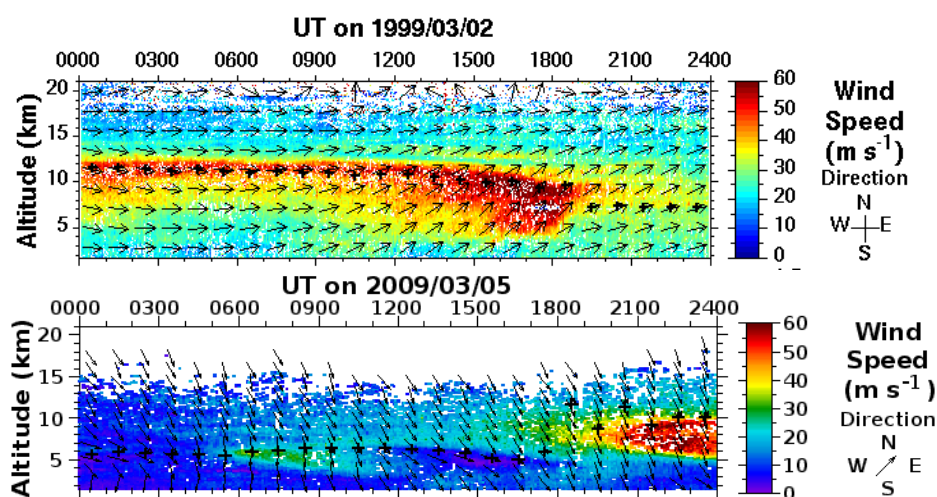 UT on 1999/03/02
0000 0300 0600 0900 1200 1500 1800 2100 2400
Altitude (km)
20
15
10
5
60
50
40
30
20
10
0
Wind
Speed
(m s⁻¹)
Direction
N
W E
S
UT on 2009/03/05
0000 0300 0600 0900 1200 1500 1800 2100 2400
Altitude (km)
20
15
10
5
60
50
40
30
20
10
0
Wind
Speed
(m s⁻¹)
Direction
N
W E
S